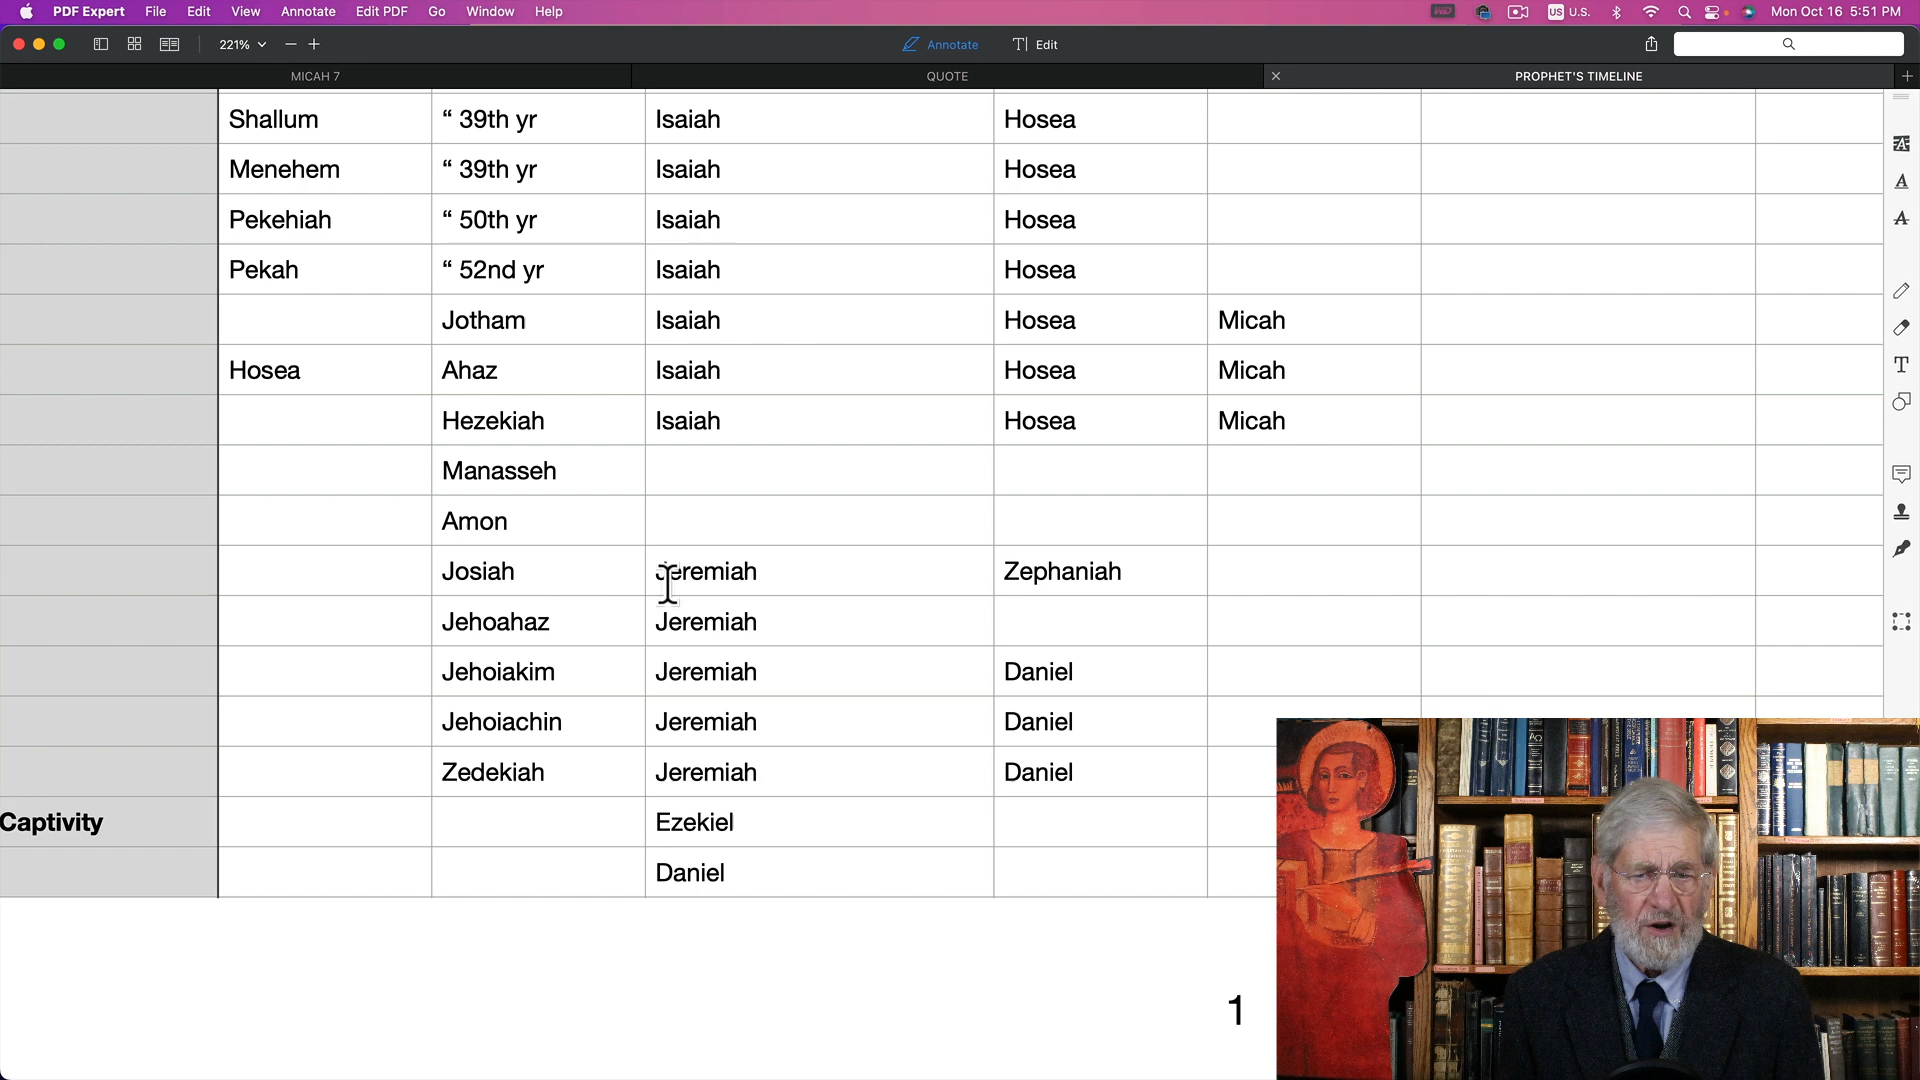 PDF Expert File Edit View Annotate Edit PDF Go Window Help US U.S. Mon Oct 16 5:51 PM
221% Annotate T Edit
MICAH 7 QUOTE PROPHET'S TIMELINE
Shallum “ 39th yr Isaiah Hosea
Menehem “ 39th yr Isaiah Hosea
Pekehiah “ 50th yr Isaiah Hosea
Pekah “ 52nd yr Isaiah Hosea
Jotham Isaiah Hosea Micah
Hosea Ahaz Isaiah Hosea Micah
Hezekiah Isaiah Hosea Micah
Manasseh
Amon
Josiah Jeremiah Zephaniah
Jehoahaz Jeremiah
Jehoiakim Jeremiah Daniel
Jehoiachin Jeremiah Daniel
Zedekiah Jeremiah Daniel
Captivity Ezekiel
Daniel
1